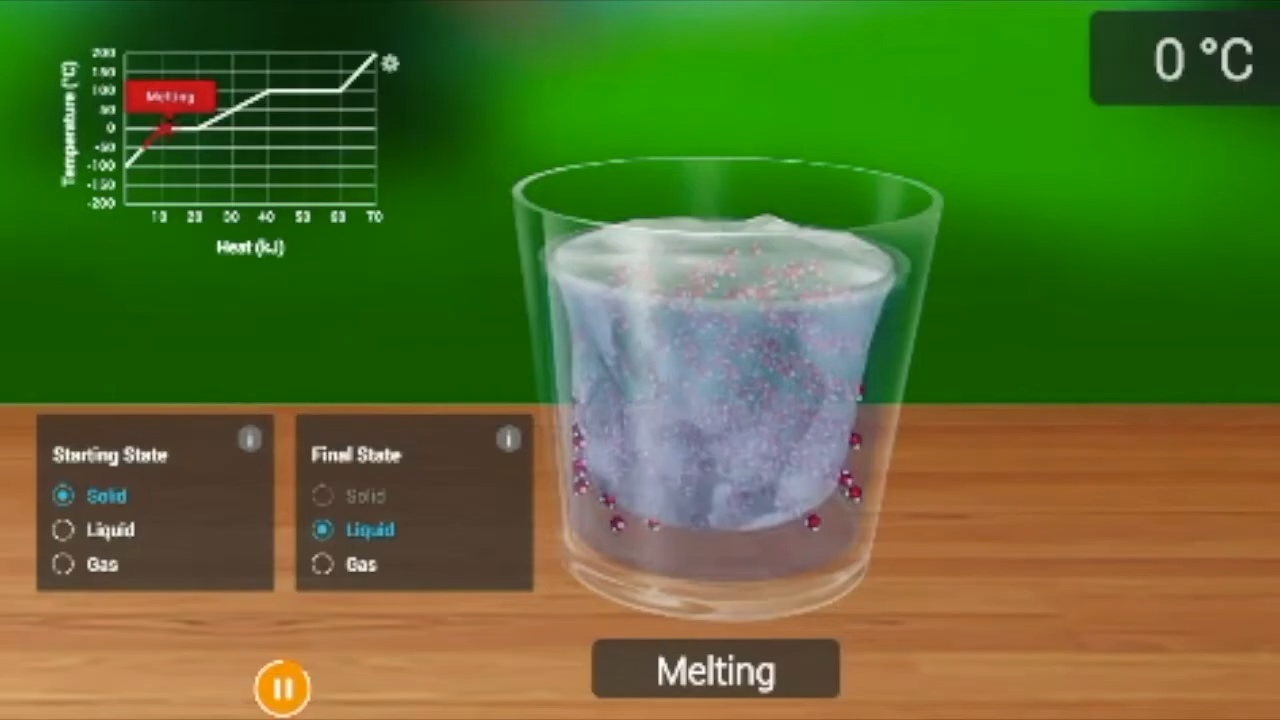 200
150
100
50
0
-50
-100
-150
-200
Temperature (°C)
Melting
10 20 30 40 50 60 70
Heat (kJ)
0 °C
Starting State
i
Solid
Liquid
Gas
Final State
i
Solid
Liquid
Gas
Melting